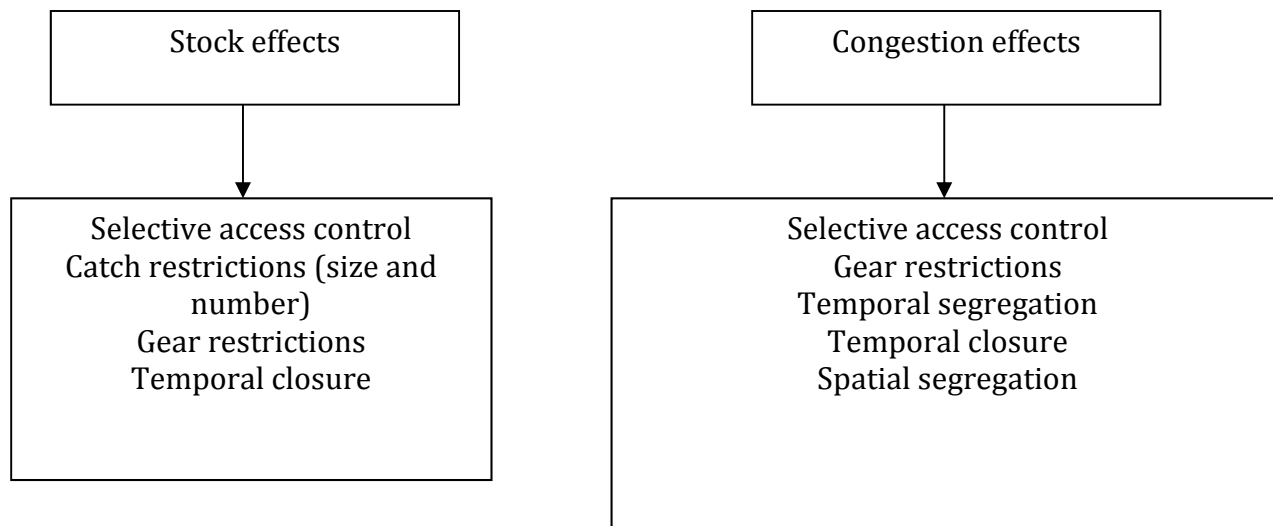 Stock effects
Congestion effects
Selective access control
Catch restrictions (size and
number)
Gear restrictions
Temporal closure
Selective access control
Gear restrictions
Temporal segregation
Temporal closure
Spatial segregation